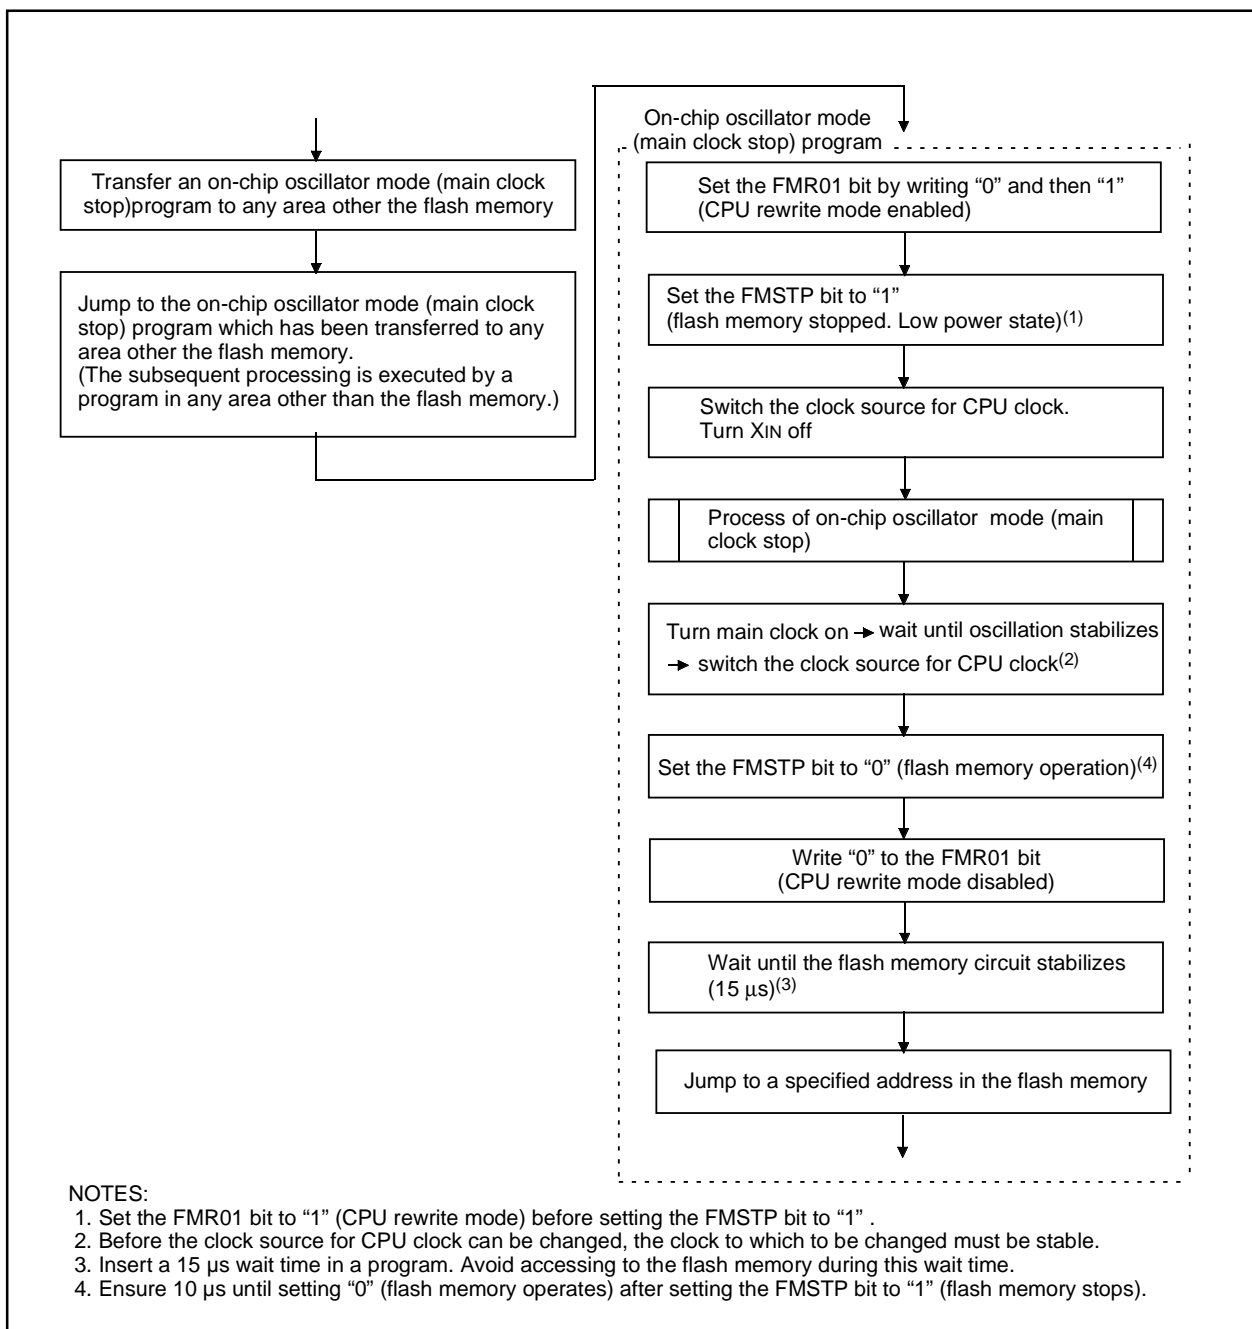 Transfer an on-chip oscillator mode (main clock
stop)program to any area other the flash memory
Jump to the on-chip oscillator mode (main clock
stop) program which has been transferred to any
area other the flash memory.
(The subsequent processing is executed by a
program in any area other than the flash memory.)
On-chip oscillator mode
(main clock stop) program
Set the FMR01 bit by writing “0” and then “1”
(CPU rewrite mode enabled)
Set the FMSTP bit to “1”
(flash memory stopped. Low power state)(1)
Switch the clock source for CPU clock.
Turn XIN off
Process of on-chip oscillator mode (main
clock stop)
Turn main clock on → wait until oscillation stabilizes
→ switch the clock source for CPU clock(2)
Set the FMSTP bit to “0” (flash memory operation)(4)
Write “0” to the FMR01 bit
(CPU rewrite mode disabled)
Wait until the flash memory circuit stabilizes
(15 μs)(3)
Jump to a specified address in the flash memory
NOTES:
1. Set the FMR01 bit to “1” (CPU rewrite mode) before setting the FMSTP bit to “1” .
2. Before the clock source for CPU clock can be changed, the clock to which to be changed must be stable.
3. Insert a 15 μs wait time in a program. Avoid accessing to the flash memory during this wait time.
4. Ensure 10 μs until setting “0” (flash memory operates) after setting the FMSTP bit to “1” (flash memory stops).